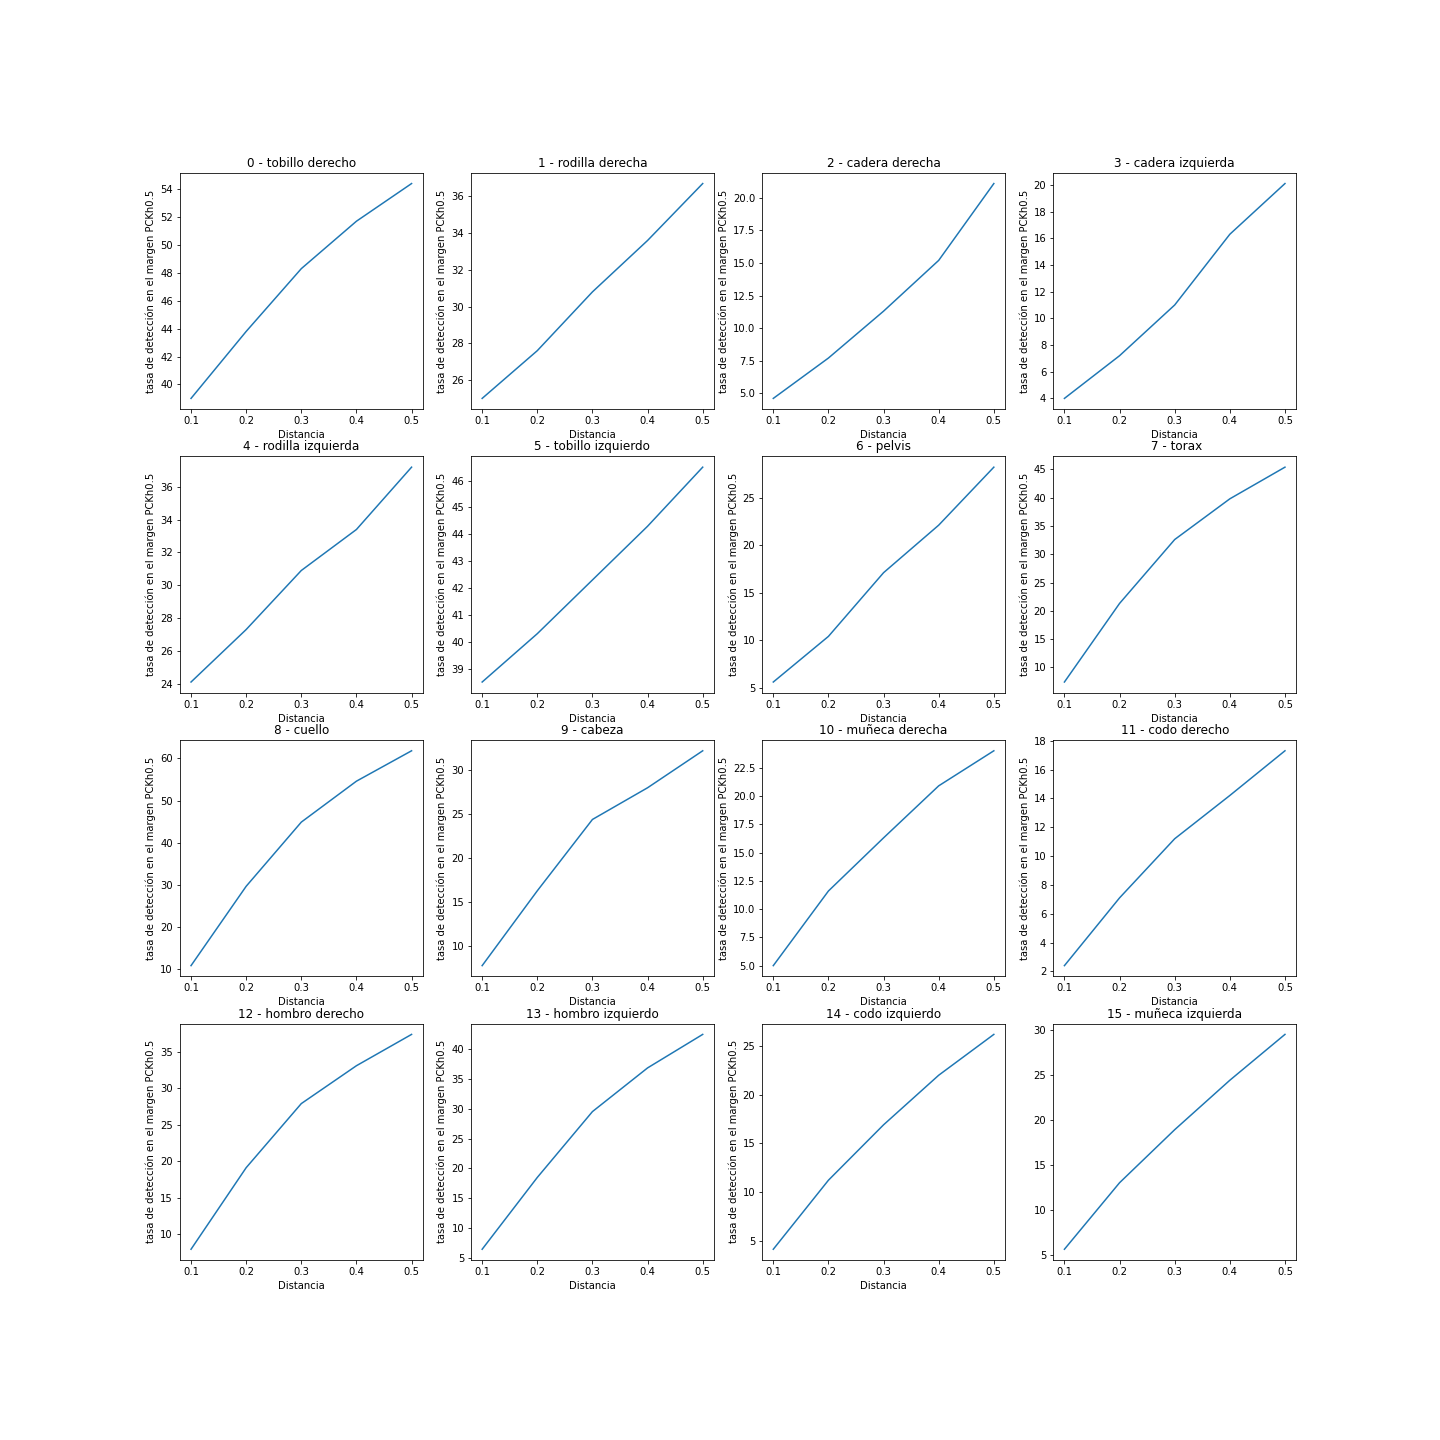 0 - tobillo derecho
tasa de detección en el margen PCKh0.5
54
52
50
48
46
44
42
40
0.1 0.2 0.3 0.4 0.5
Distancia
1 - rodilla derecha
tasa de detección en el margen PCKh0.5
36
34
32
30
28
26
0.1 0.2 0.3 0.4 0.5
Distancia
2 - cadera derecha
tasa de detección en el margen PCKh0.5
20.0
17.5
15.0
12.5
10.0
7.5
5.0
0.1 0.2 0.3 0.4 0.5
Distancia
3 - cadera izquierda
tasa de detección en el margen PCKh0.5
20
18
16
14
12
10
8
6
4
0.1 0.2 0.3 0.4 0.5
Distancia
4 - rodilla izquierda
tasa de detección en el margen PCKh0.5
36
34
32
30
28
26
24
0.1 0.2 0.3 0.4 0.5
Distancia
5 - tobillo izquierdo
tasa de detección en el margen PCKh0.5
46
45
44
43
42
41
40
39
0.1 0.2 0.3 0.4 0.5
Distancia
6 - pelvis
tasa de detección en el margen PCKh0.5
25
20
15
10
5
0.1 0.2 0.3 0.4 0.5
Distancia
7 - torax
tasa de detección en el margen PCKh0.5
45
40
35
30
25
20
15
10
0.1 0.2 0.3 0.4 0.5
Distancia
8 - cuello
tasa de detección en el margen PCKh0.5
60
50
40
30
20
10
0.1 0.2 0.3 0.4 0.5
Distancia
9 - cabeza
tasa de detección en el margen PCKh0.5
30
25
20
15
10
0.1 0.2 0.3 0.4 0.5
Distancia
10 - muñeca derecha
tasa de detección en el margen PCKh0.5
22.5
20.0
17.5
15.0
12.5
10.0
7.5
5.0
0.1 0.2 0.3 0.4 0.5
Distancia
11 - codo derecho
tasa de detección en el margen PCKh0.5
18
16
14
12
10
8
6
4
2
0.1 0.2 0.3 0.4 0.5
Distancia
12 - hombro derecho
tasa de detección en el margen PCKh0.5
35
30
25
20
15
10
0.1 0.2 0.3 0.4 0.5
Distancia
13 - hombro izquierdo
tasa de detección en el margen PCKh0.5
40
35
30
25
20
15
10
5
0.1 0.2 0.3 0.4 0.5
Distancia
14 - codo izquierdo
tasa de detección en el margen PCKh0.5
25
20
15
10
5
0.1 0.2 0.3 0.4 0.5
Distancia
15 - muñeca izquierda
tasa de detección en el margen PCKh0.5
30
25
20
15
10
5
0.1 0.2 0.3 0.4 0.5
Distancia